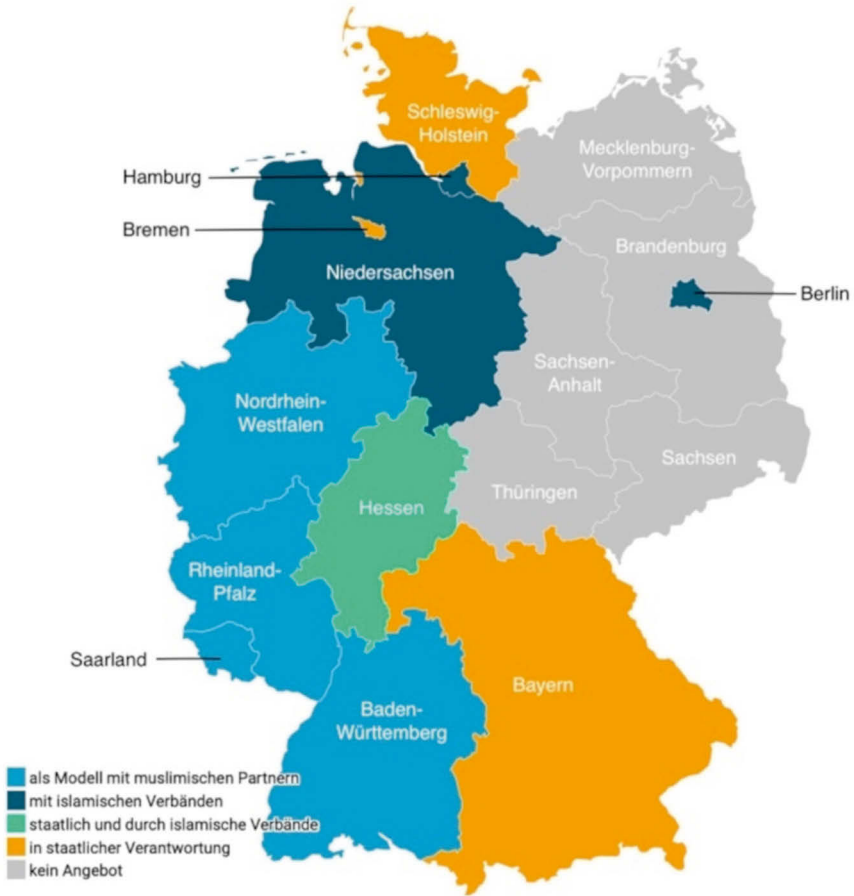 Schleswig-
Holstein
Mecklenburg-
Vorpommern
Hamburg
Bremen
Brandenburg
Niedersachsen
Berlin
Sachsen-
Anhalt
Nordrhein-
Westfalen
Sachsen
Thüringen
Hessen
Rheinland-
Pfalz
Saarland
Bayern
Baden-
Württemberg
als Modell mit muslimischen Partnern
mit islamischen Verbänden
staatlich und durch islamische Verbände
in staatlicher Verantwortung
kein Angebot